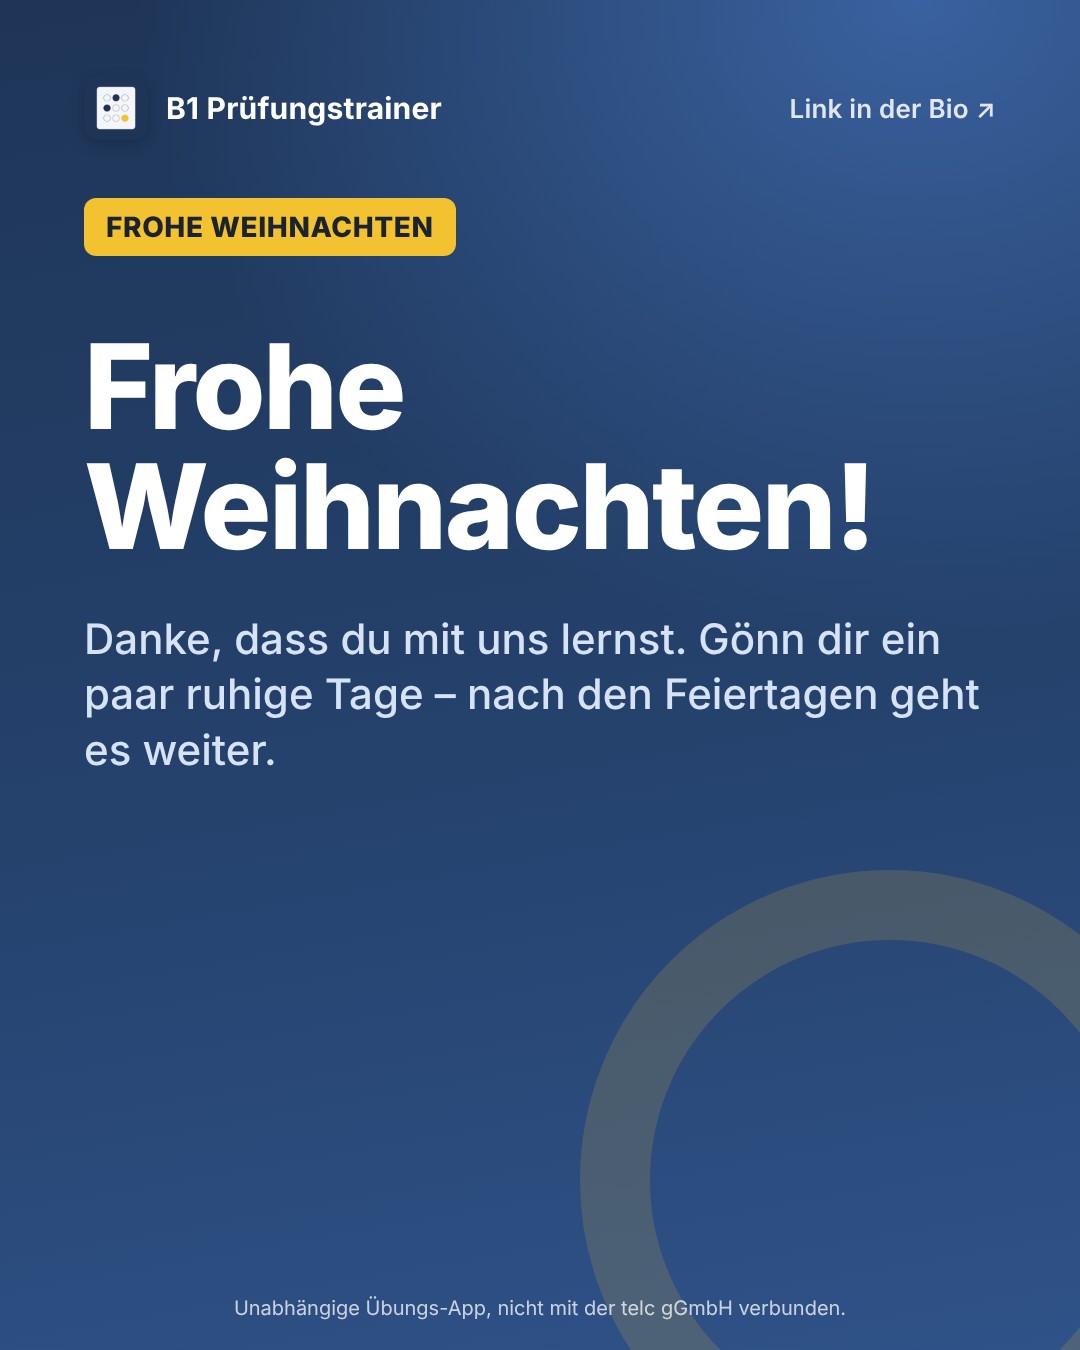 B1 Prüfungstrainer
Link in der Bio ↗
FROHE WEIHNACHTEN
Frohe
Weihnachten!
Danke, dass du mit uns lernst. Gönn dir ein
paar ruhige Tage – nach den Feiertagen geht
es weiter.
Unabhängige Übungs-App, nicht mit der telc gGmbH verbunden.